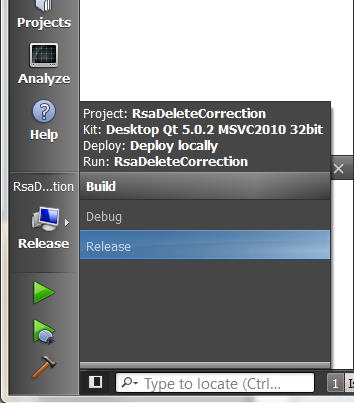 Projects
Analyze
Help
Project: RsaDeleteCorrection
Kit: Desktop Qt 5.0.2 MSVC2010 32bit
Deploy: Deploy locally
Run: RsaDeleteCorrection
RsaD...tion
Build
Debug
Release
Release
Type to locate (Ctrl...
1